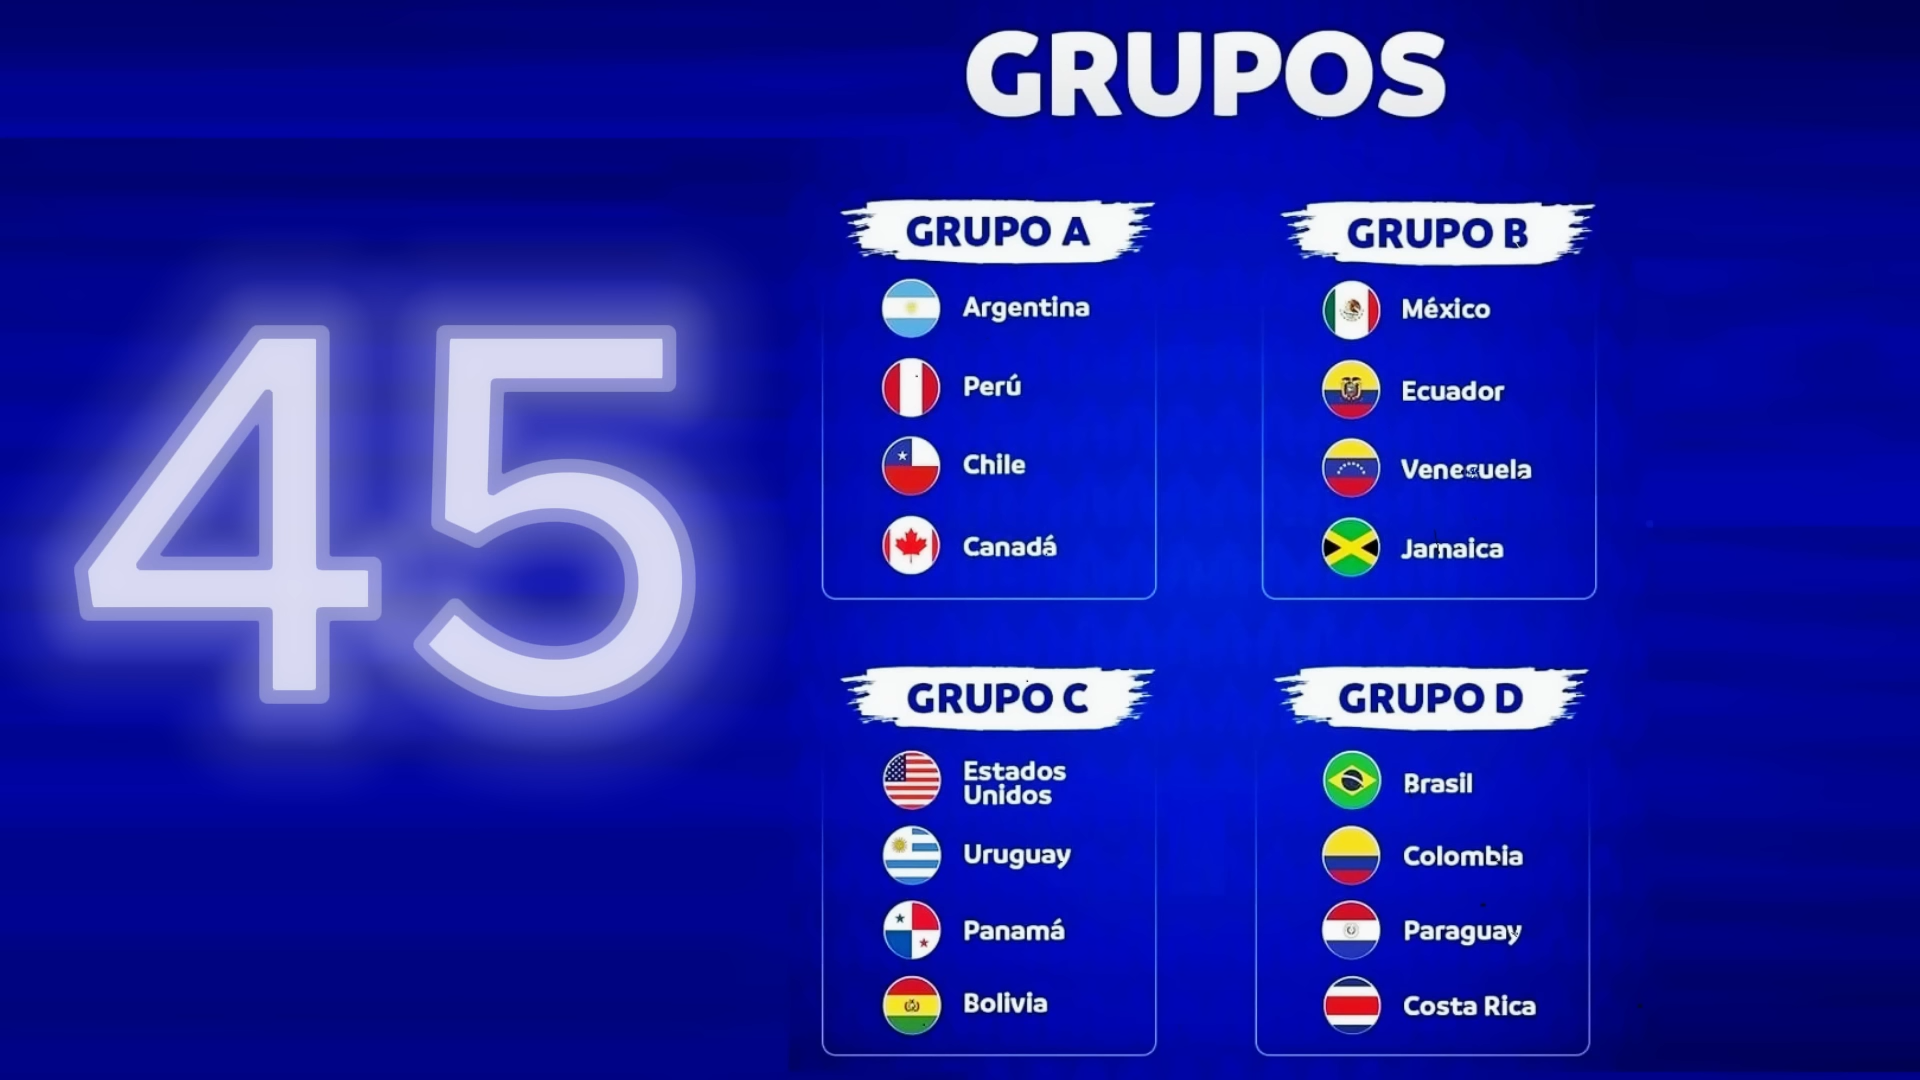 GRUPOS
45
GRUPO A
Argentina
Perú
Chile
Canadá
GRUPO B
México
Ecuador
Venezuela
Jamaica
GRUPO C
Estados
Unidos
Uruguay
Panamá
Bolivia
GRUPO D
Brasil
Colombia
Paraguay
Costa Rica